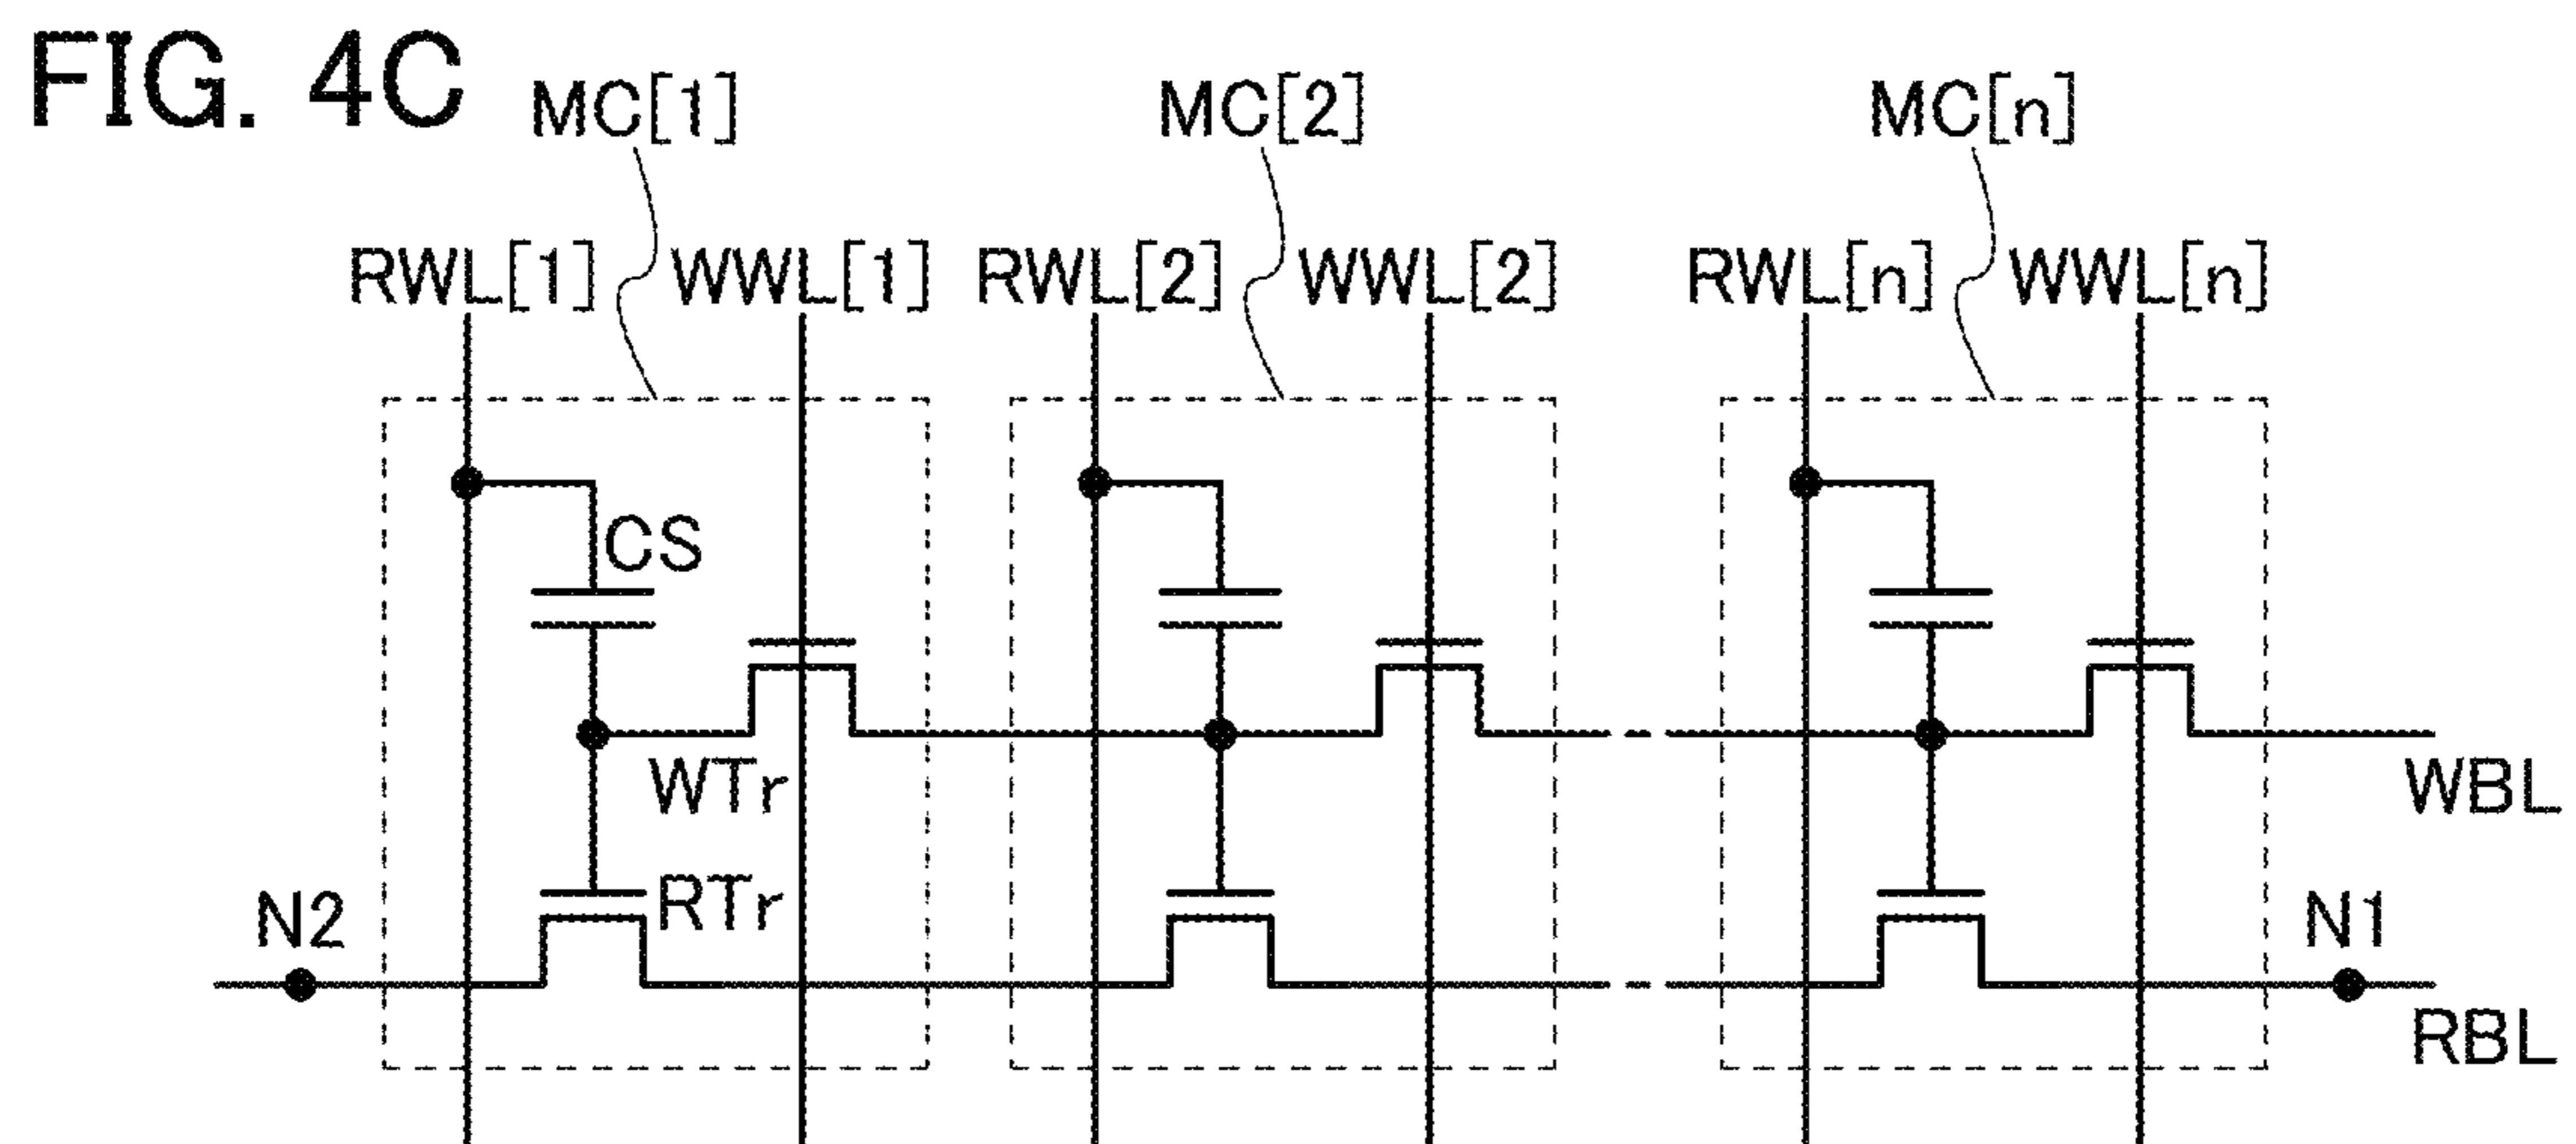 FIG. 4C
MC[1] MC[2] MC[n]
RWL[1] WWL[1] RWL[2] WWL[2] RWL[n] WWL[n]
CS
WTr
WBL
RTr
N2 N1
RBL